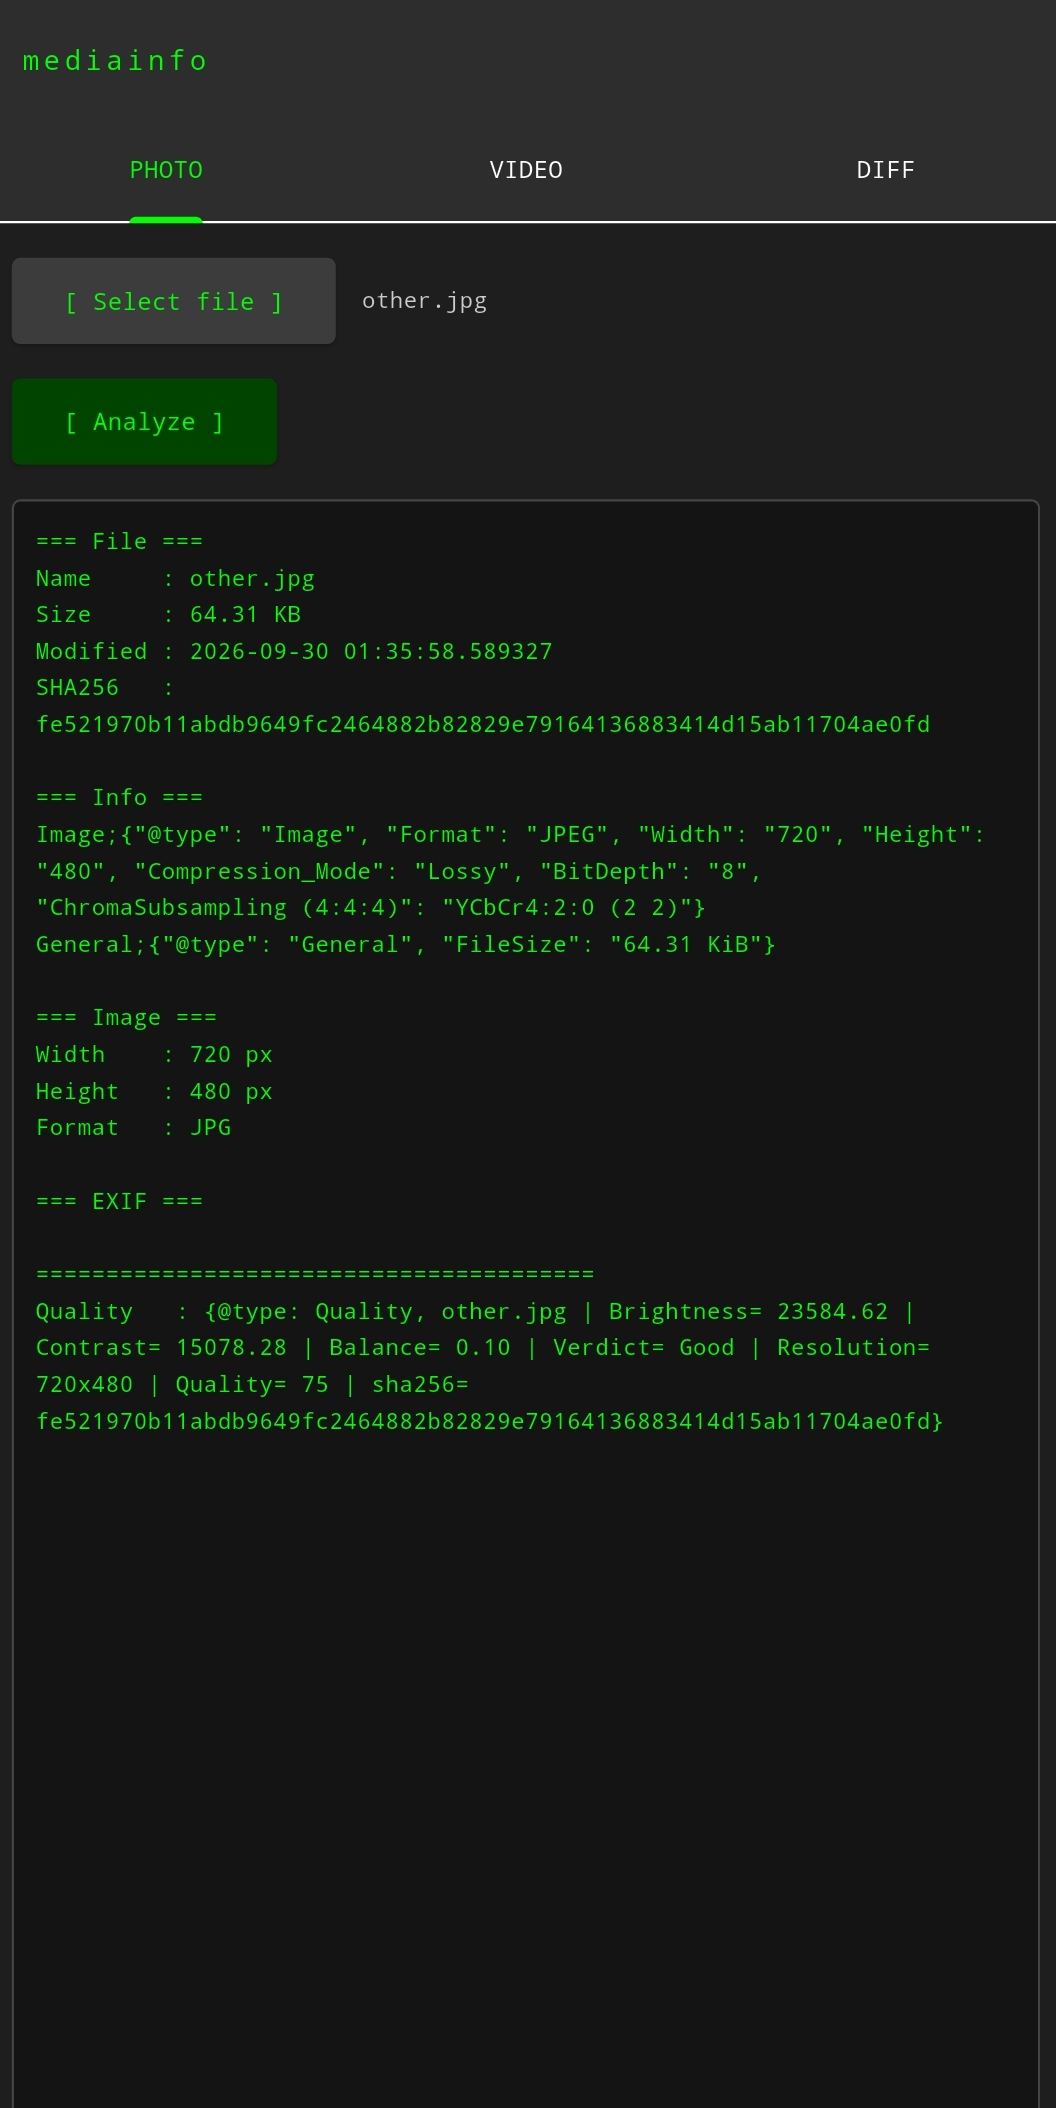 mediainfo
PHOTO
VIDEO
DIFF
[ Select file ]
other.jpg
[ Analyze ]
=== File ===
Name     : other.jpg
Size     : 64.31 KB
Modified : 2026-09-30 01:35:58.589327
SHA256   :
fe521970b11abdb9649fc2464882b82829e79164136883414d15ab11704ae0fd
=== Info ===
Image;{"@type": "Image", "Format": "JPEG", "Width": "720", "Height":
"480", "Compression_Mode": "Lossy", "BitDepth": "8",
"ChromaSubsampling (4:4:4)": "YCbCr4:2:0 (2 2)"}
General;{"@type": "General", "FileSize": "64.31 KiB"}
=== Image ===
Width    : 720 px
Height   : 480 px
Format   : JPG
=== EXIF ===
========================================
Quality   : {@type: Quality, other.jpg | Brightness= 23584.62 |
Contrast= 15078.28 | Balance= 0.10 | Verdict= Good | Resolution=
720x480 | Quality= 75 | sha256=
fe521970b11abdb9649fc2464882b82829e79164136883414d15ab11704ae0fd}